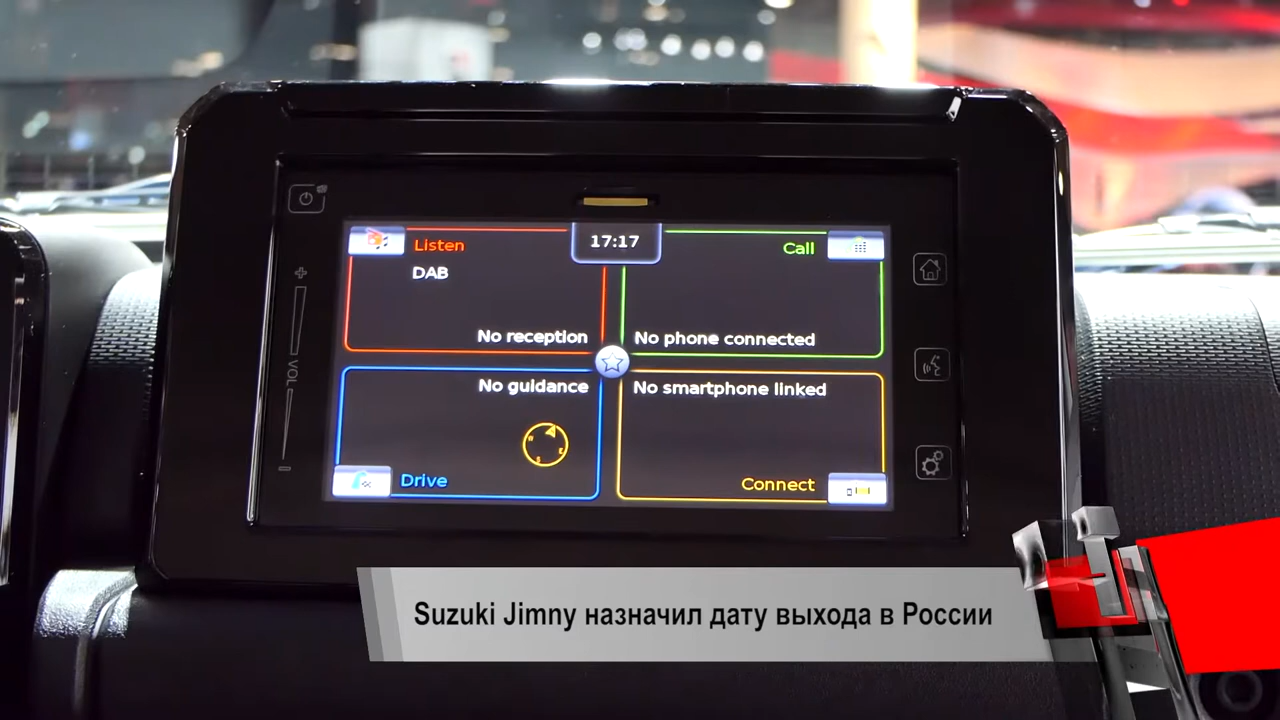 17:17
Listen
Call
DAB
No reception
No phone connected
VOL
No guidance
No smartphone linked
Drive
Connect
Suzuki Jimny назначил дату выхода в России